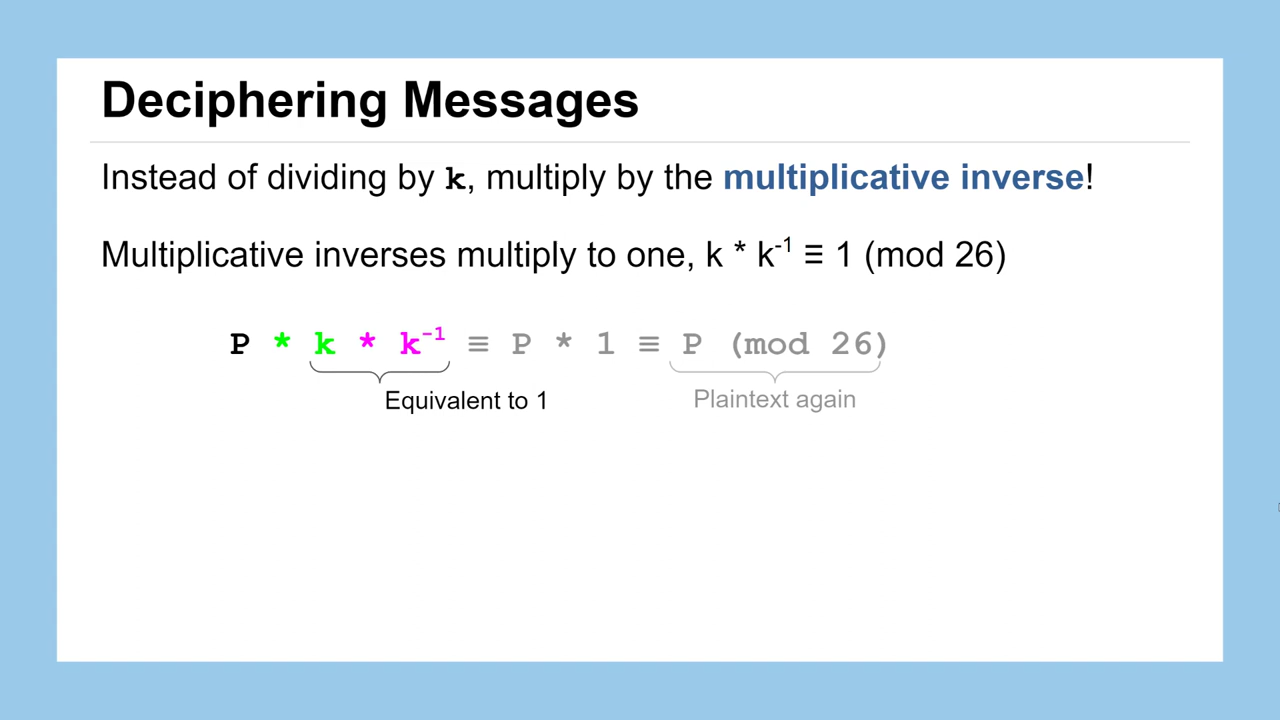 Deciphering Messages
Instead of dividing by k, multiply by the multiplicative inverse!
Multiplicative inverses multiply to one, k * k⁻¹ ≡ 1 (mod 26)
P * k * k⁻¹ ≡ P * 1 ≡ P (mod 26)
Equivalent to 1 Plaintext again